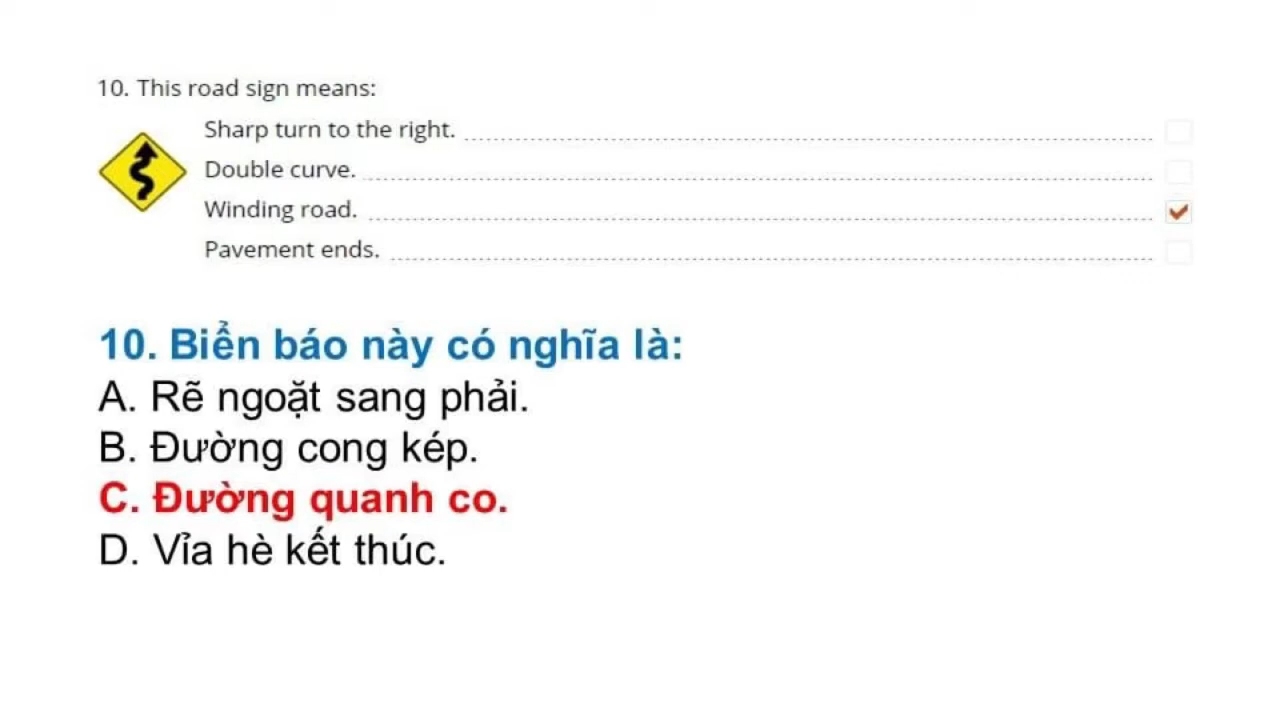 10. This road sign means:
Sharp turn to the right.
Double curve.
Winding road.
Pavement ends.
10. Biển báo này có nghĩa là:
A. Rẽ ngoặt sang phải.
B. Đường cong kép.
C. Đường quanh co.
D. Vỉa hè kết thúc.